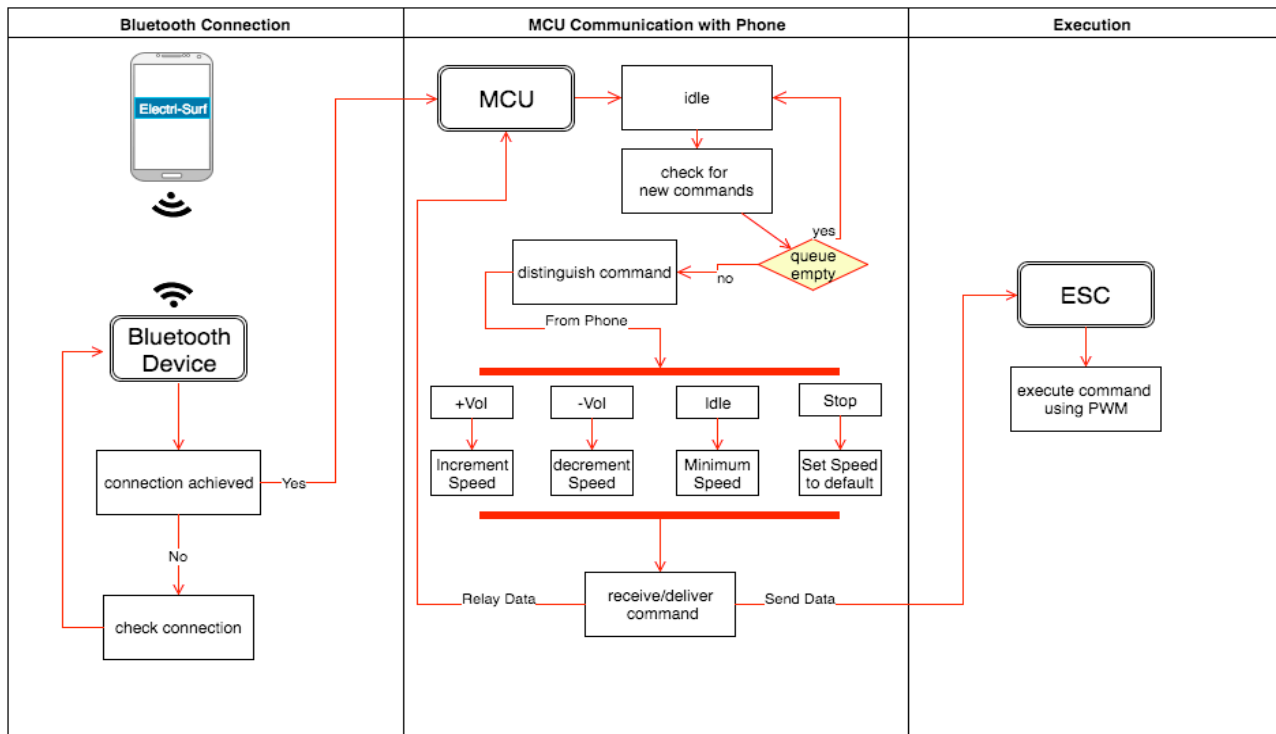 Bluetooth Connection
MCU Communication with Phone
Execution
Electri-Surf
Bluetooth
Device
connection achieved
Yes
No
check connection
MCU
idle
check for
new commands
queue
empty
yes
no
distinguish command
From Phone
+Vol
-Vol
Idle
Stop
Increment
Speed
decrement
Speed
Minimum
Speed
Set Speed
to default
receive/deliver
command
Relay Data
Send Data
ESC
execute command
using PWM